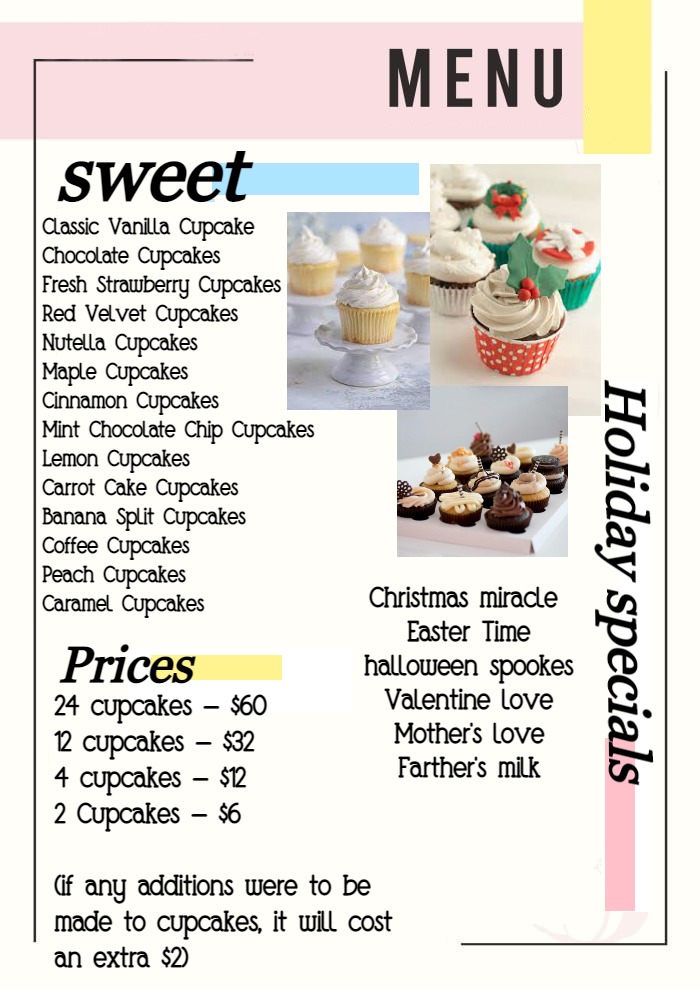 MENU
sweet
Classic Vanilla Cupcake
Chocolate Cupcakes
Fresh Strawberry Cupcakes
Red Velvet Cupcakes
Nutella Cupcakes
Maple Cupcakes
Cinnamon Cupcakes
Mint Chocolate Chip Cupcakes
Lemon Cupcakes
Carrot Cake Cupcakes
Banana Split Cupcakes
Coffee Cupcakes
Peach Cupcakes
Caramel Cupcakes
Prices
24 cupcakes – $60
12 cupcakes – $32
4 cupcakes – $12
2 Cupcakes – $6
(if any additions were to be
made to cupcakes, it will cost
an extra $2)
Holiday specials
Christmas miracle
Easter Time
halloween spookes
Valentine love
Mother's love
Farther's milk